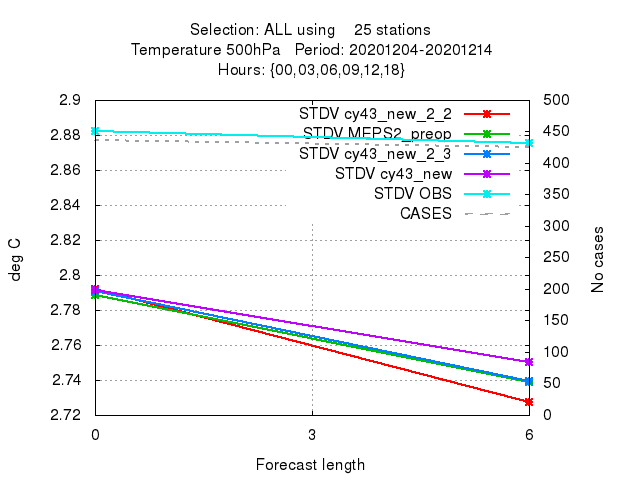 Selection: ALL using 25 stations
Temperature 500hPa Period: 20201204-20201214
Hours: {00,03,06,09,12,18}
2.9
2.88
2.86
2.84
2.82
2.8
2.78
2.76
2.74
2.72
deg C
STDV cy43_new_2_2
STDV MEPS2_preop
STDV cy43_new_2_3
STDV cy43_new
STDV OBS
CASES
500
450
400
350
300
250
200
150
100
50
0
No cases
0 3 6
Forecast length